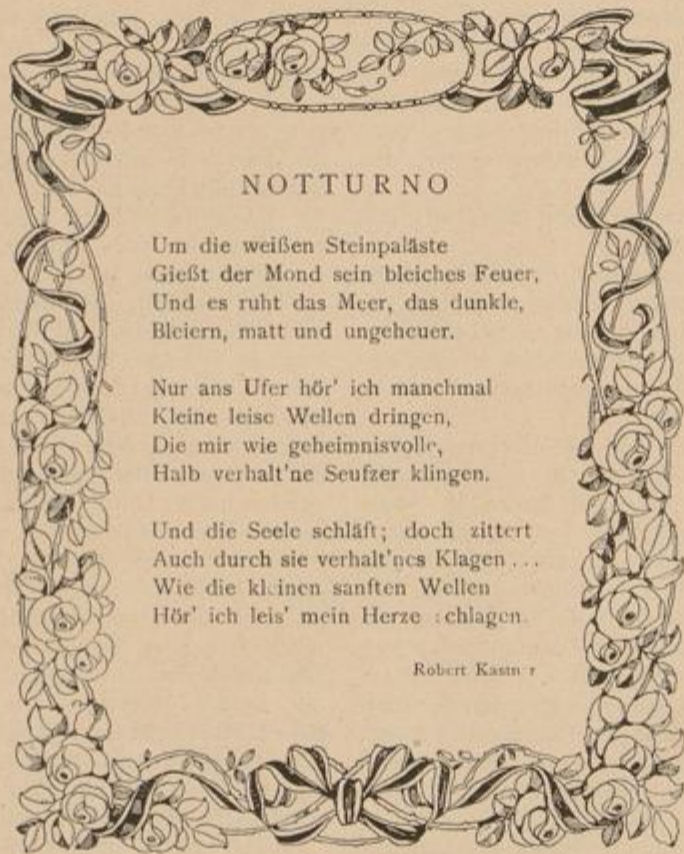 NOTTURNO
Um die weißen Steinpaläste
Gießt der Mond sein bleiches Feuer,
Und es ruht das Meer, das dunkle,
Bleiern, matt und ungeheuer.
Nur ans Ufer hör' ich manchmal
Kleine leise Wellen dringen,
Die mir wie geheimnisvolle,
Halb verhalt'ne Seufzer klingen.
Und die Seele schläft; doch zittert
Auch durch sie verhalt'nes Klagen ...
Wie die kleinen sanften Wellen
Hör' ich leis' mein Herze schlagen.
Robert Kastner